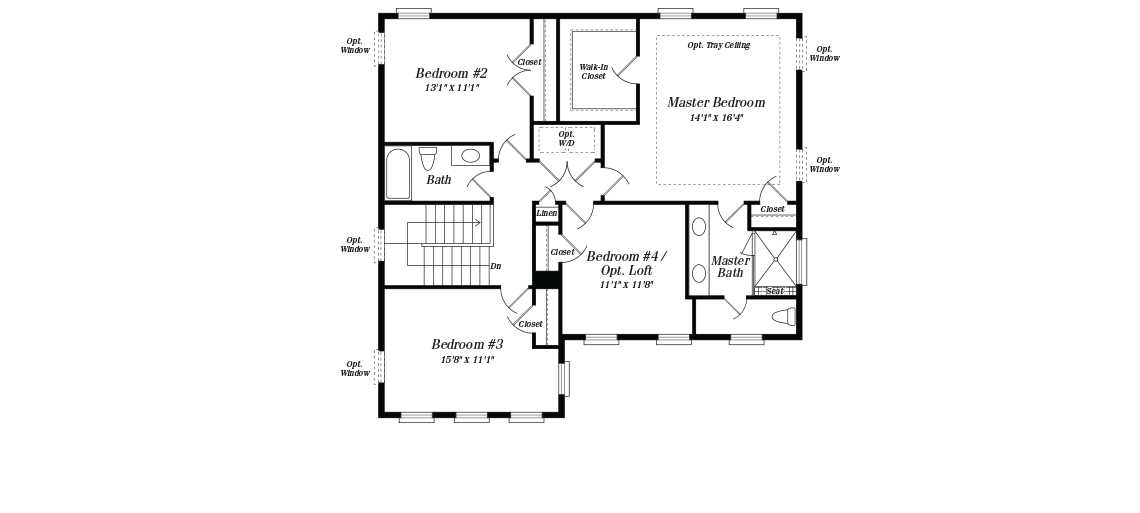 Opt.
Window
Bedroom #2
13'1" X 11'1"
Closet
Walk-In
Closet
Opt. Tray Ceiling
Master Bedroom
14'1" X 16'4"
Opt.
Window
Opt.
W/D
Opt.
Window
Bath
Linen
Closet
Opt.
Window
Dn
Closet
Bedroom #4 /
Opt. Loft
11'1" X 11'8"
Master
Bath
Seat
Closet
Bedroom #3
15'8" X 11'1"
Opt.
Window